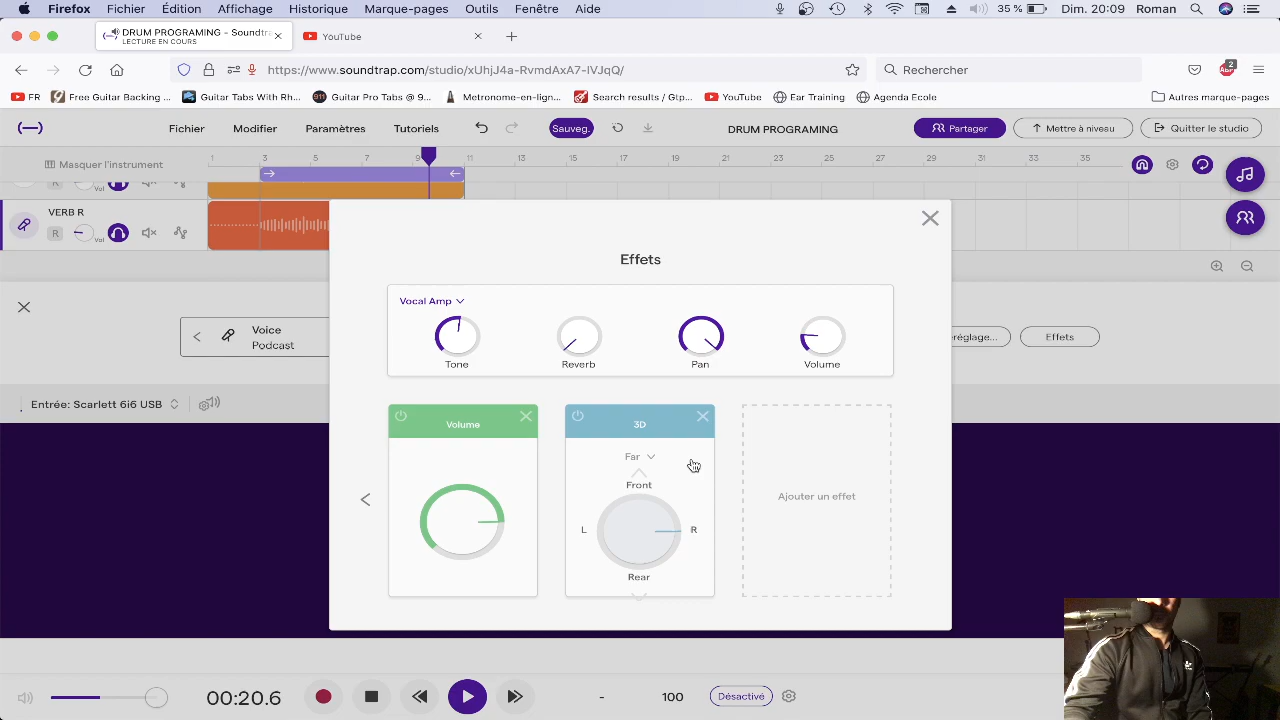 Firefox Fichier Édition Affichage Historique Marque-pages Outils Fenêtre Aide 35 % Dim. 20:09 Roman
DRUM PROGRAMING - Soundtra
LECTURE EN COURS
YouTube
https://www.soundtrap.com/studio/xUhjJ4a-RvmdAxA7-IVJqQ/
Rechercher
2
FR
Free Guitar Backing
Guitar Tabs With Rh...
Guitar Pro Tabs @ 9...
Metronome-en-lign...
Search results / Gtp...
YouTube
Ear Training
Agenda Ecole
Autres marque-pages
Fichier Modifier Paramètres Tutoriels Sauveg. DRUM PROGRAMING Partager Mettre à niveau Quitter le studio
Masquer l'instrument
1 3 5 7 9 11 13 15 17 19 21 23 25 27 29 31 33 35
R Vol
VERB R
R Vol
Effets
Vocal Amp
Tone Reverb Pan Volume
Voice
Podcast
réglage...
Effets
Entrée: Scarlett 6i6 USB
Volume
3D
Far
Front
L R
Rear
Ajouter un effet
00:20.6
- 100 Désactivé